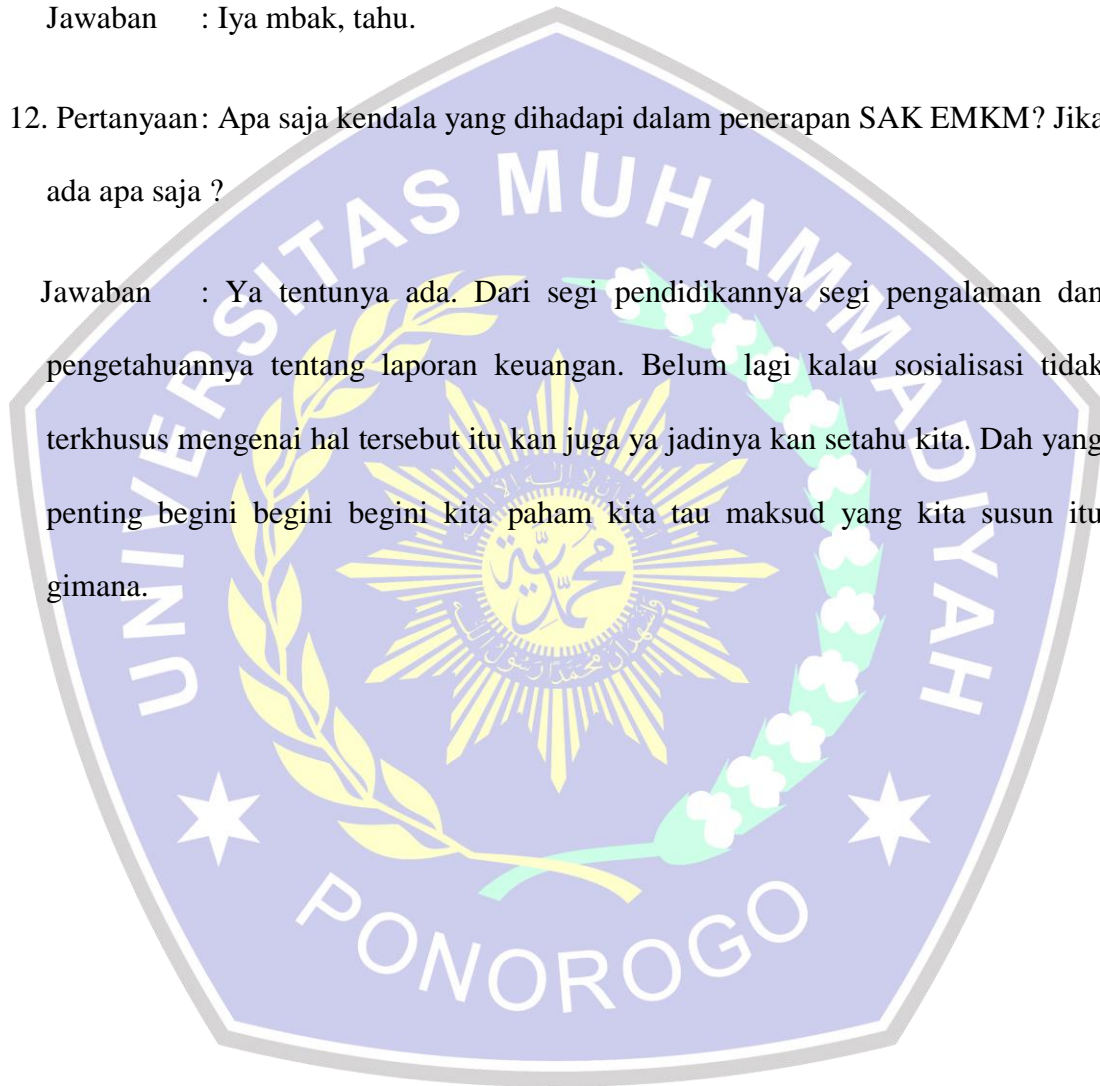 Jawaban : Iya mbak, tahu.
12. Pertanyaan: Apa saja kendala yang dihadapi dalam penerapan SAK EMKM? Jika
ada apa saja ?
Jawaban : Ya tentunya ada. Dari segi pendidikannya segi pengalaman dan
pengetahuannya tentang laporan keuangan. Belum lagi kalau sosialisasi tidak
terkhusus mengenai hal tersebut itu kan juga ya jadinya kan setahu kita. Dah yang
penting begini begini begini kita paham kita tau maksud yang kita susun itu
gimana.
UNIVERSITAS MUHAMMADIYAH
PONOROGO
محمدية